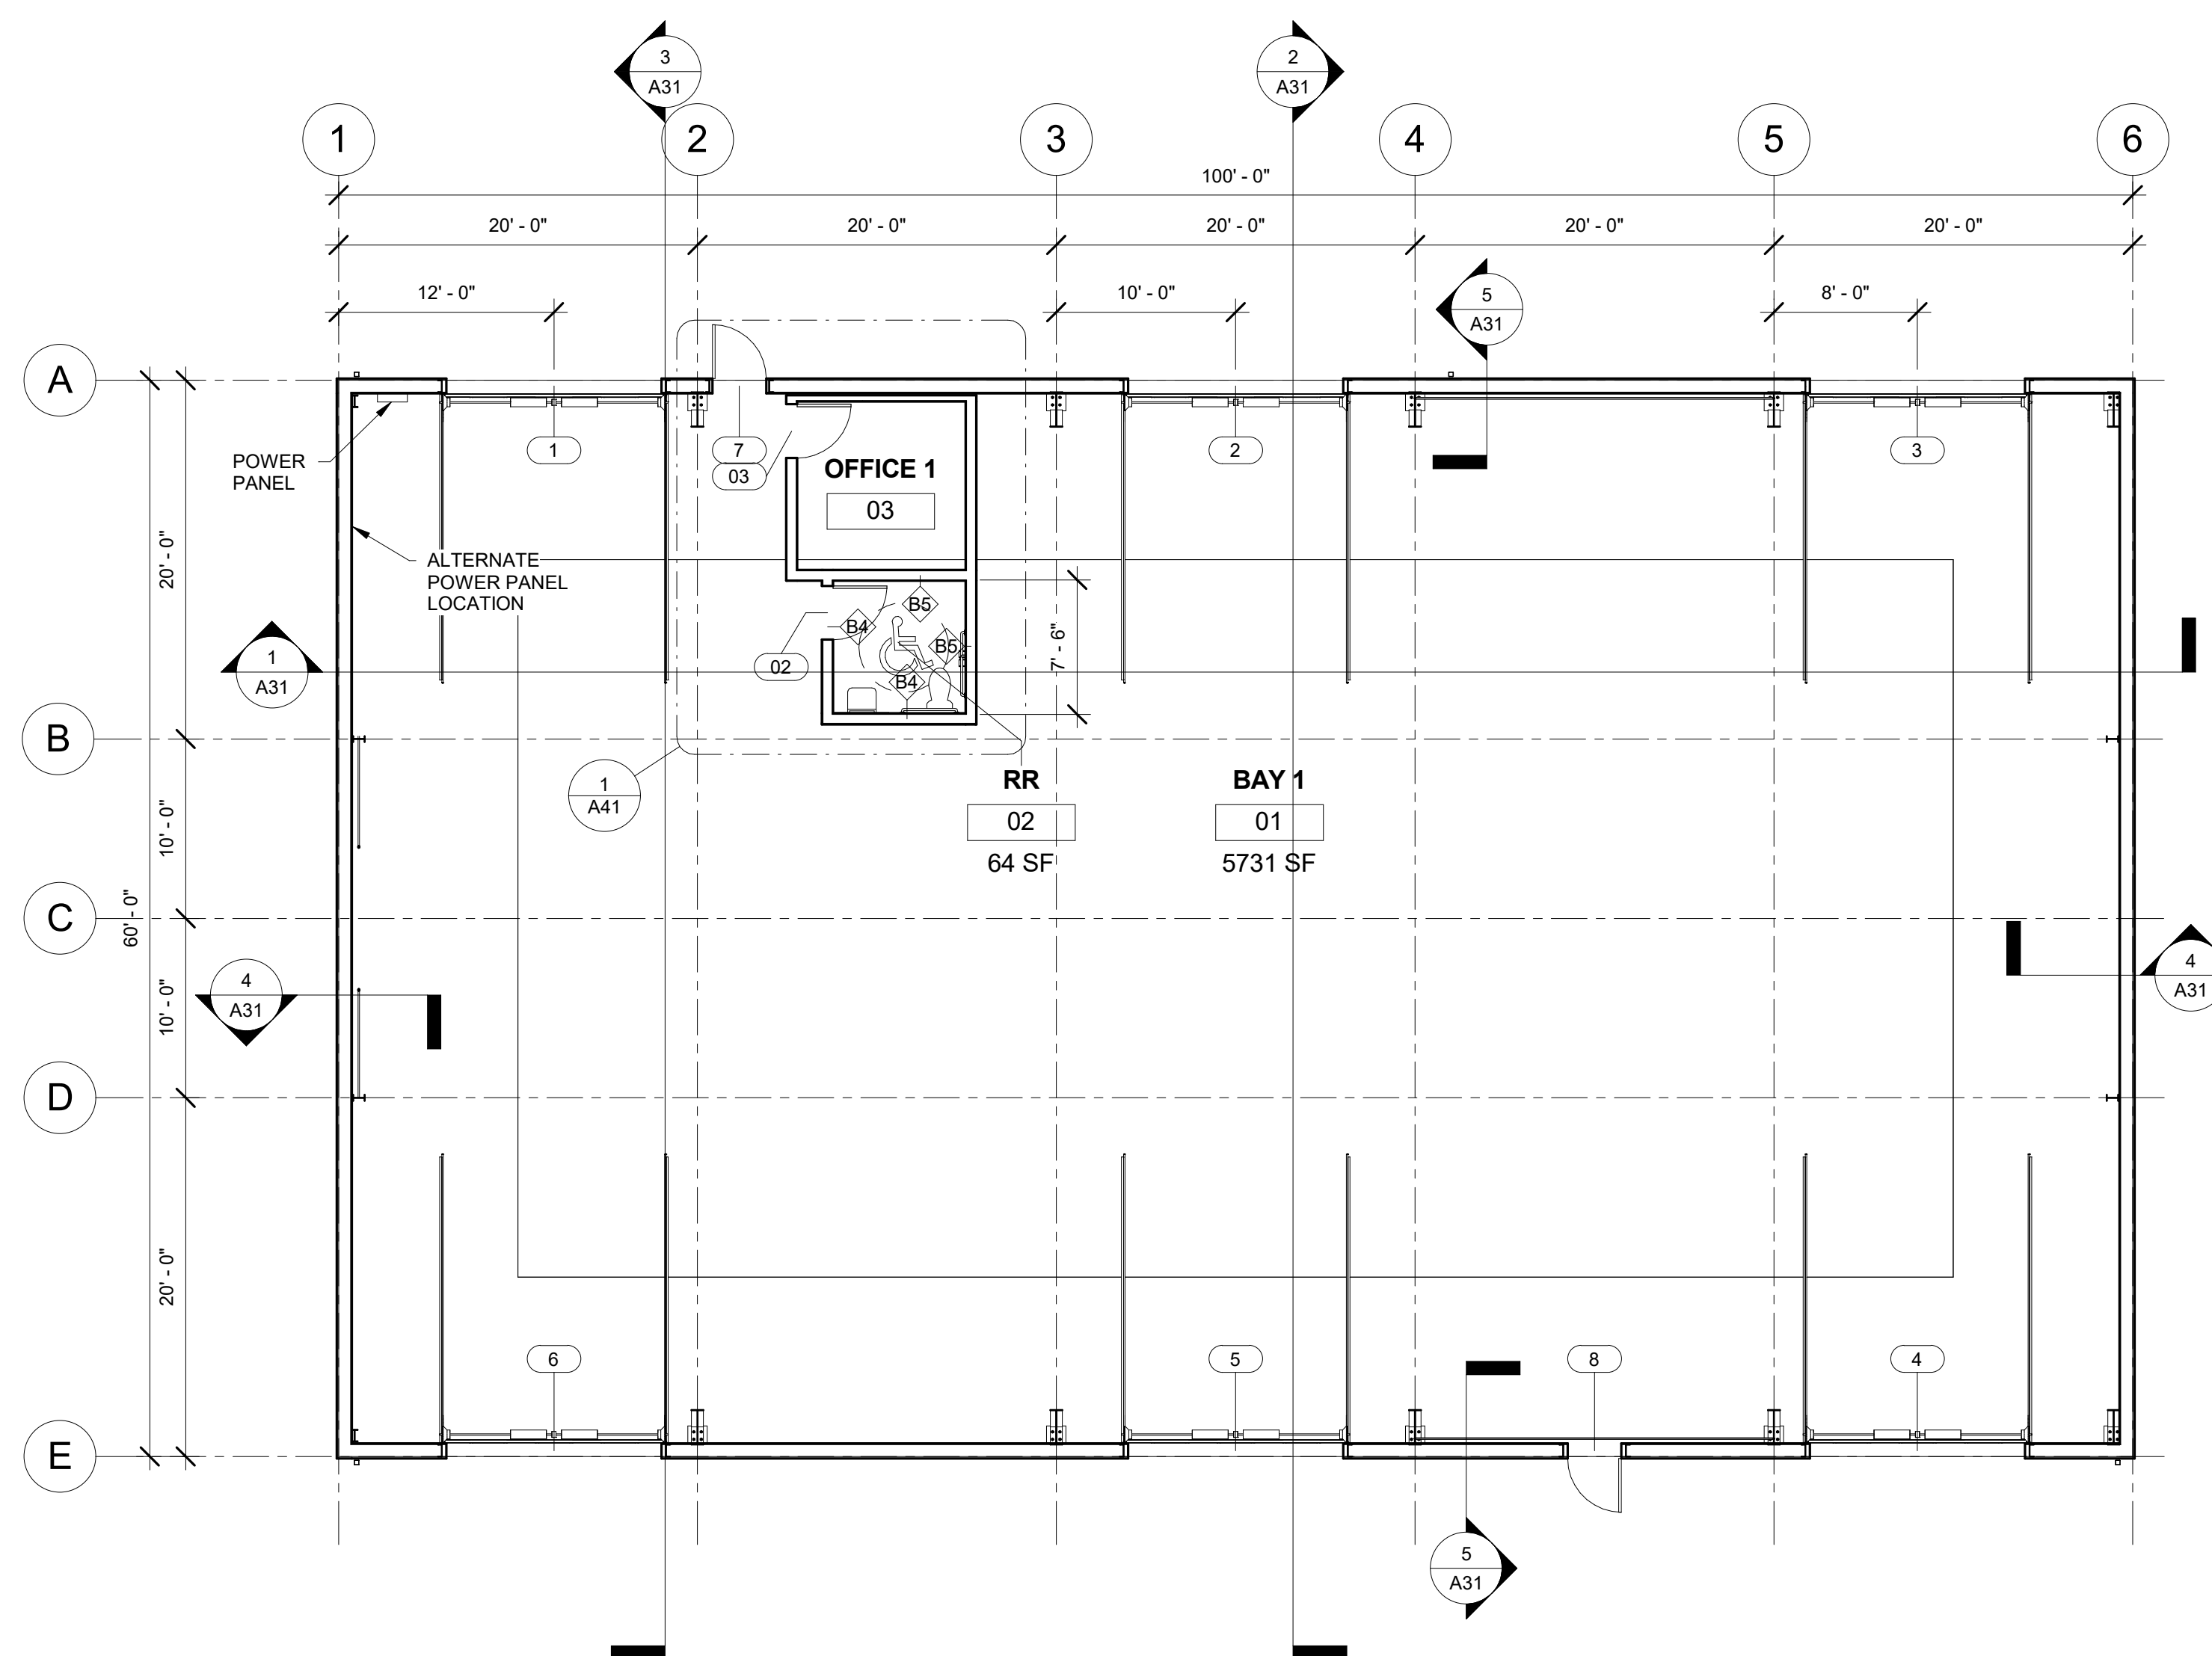 3
A31
2
A31
1
2
3
4
5
6
100' - 0"
20' - 0"
20' - 0"
20' - 0"
20' - 0"
20' - 0"
12' - 0"
10' - 0"
8' - 0"
5
A31
A
1
7
03
2
3
POWER
PANEL
OFFICE 1
03
20' - 0"
ALTERNATE
POWER PANEL
LOCATION
B5
B4
B5
B4
7' - 6"
02
1
A31
B
1
A41
RR
02
64 SF
BAY 1
01
5731 SF
10' - 0"
60' - 0"
C
4
A31
10' - 0"
4
A31
D
20' - 0"
6
5
8
4
E
5
A31